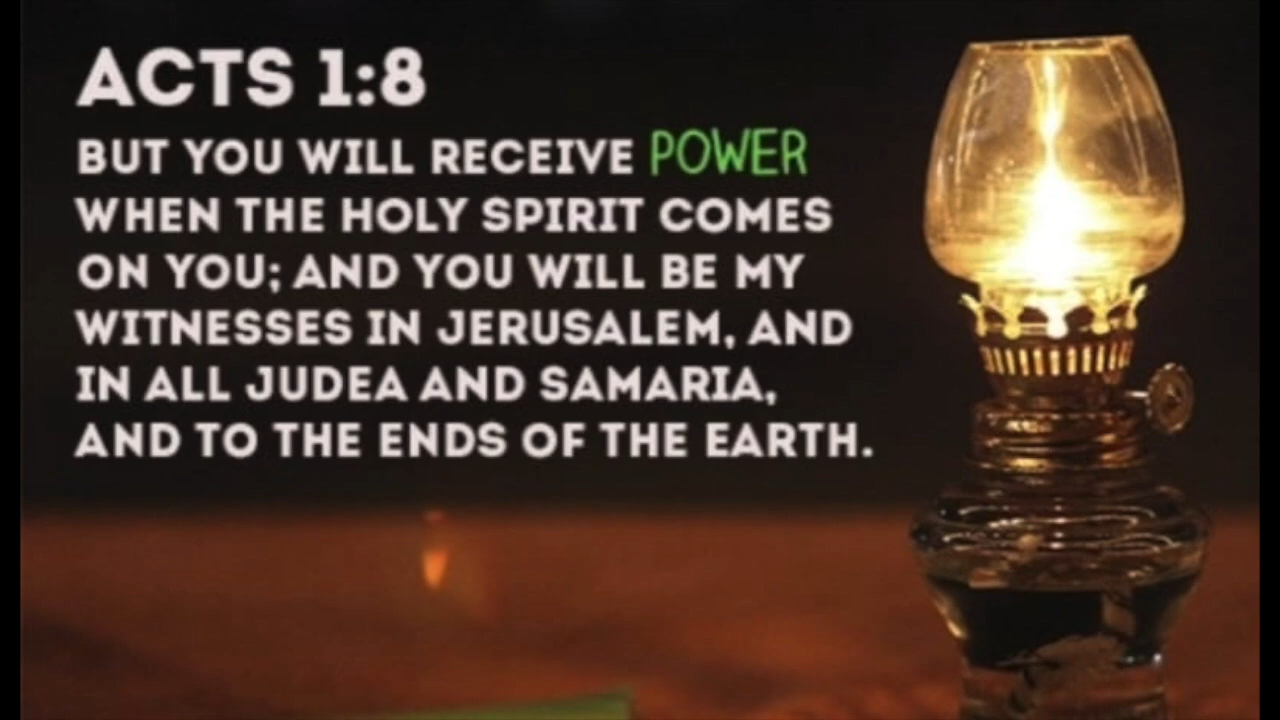 ACTS 1:8
BUT YOU WILL RECEIVE POWER
WHEN THE HOLY SPIRIT COMES
ON YOU; AND YOU WILL BE MY
WITNESSES IN JERUSALEM, AND
IN ALL JUDEA AND SAMARIA,
AND TO THE ENDS OF THE EARTH.